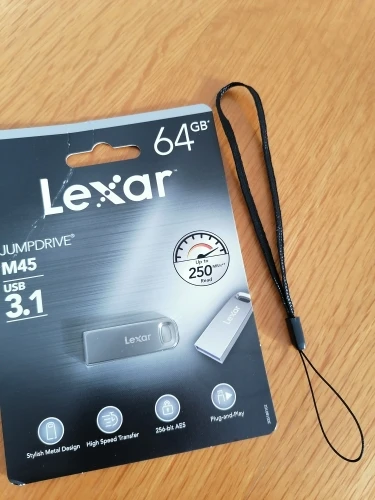 64GB*
Lexar
JUMPDRIVE®
M45
USB
3.1
Up to
250
Read
Lexar
Lexar
Stylish Metal Design
High Speed Transfer
256-bit AES
Plug-and-Play